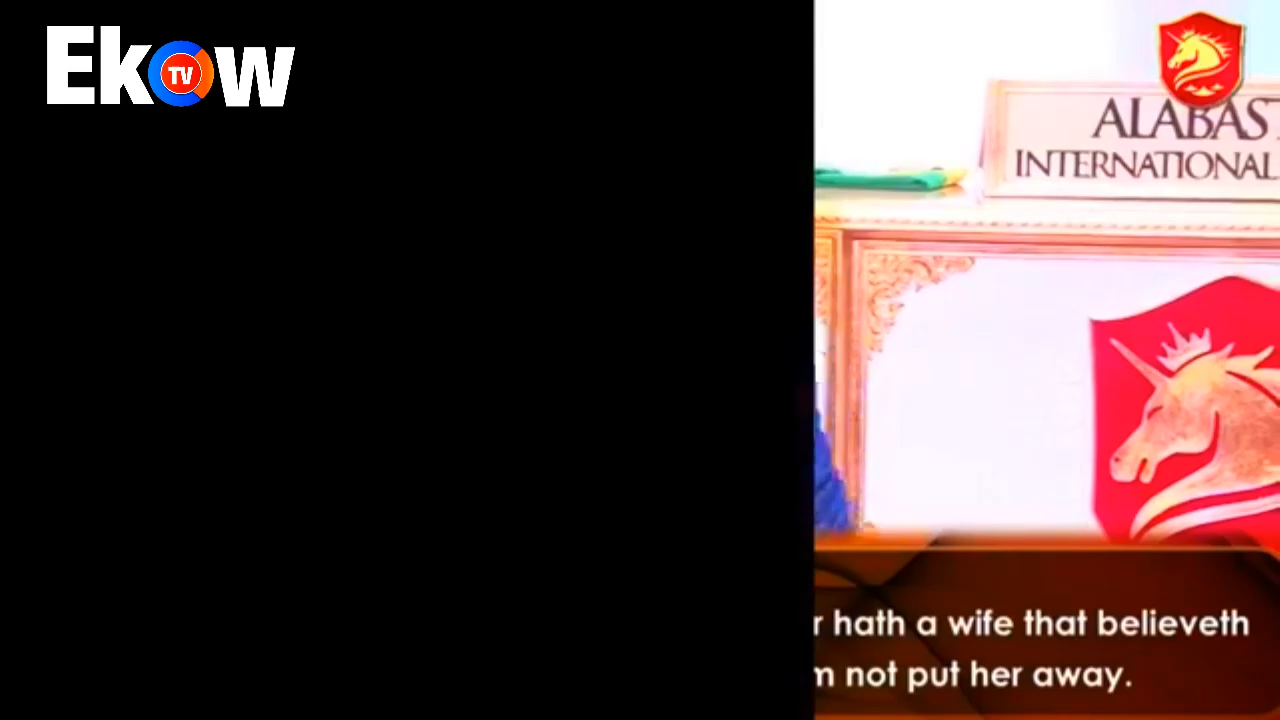 Ekow
TV
ALABAS
INTERNATIONAL
r hath a wife that believeth
m not put her away.